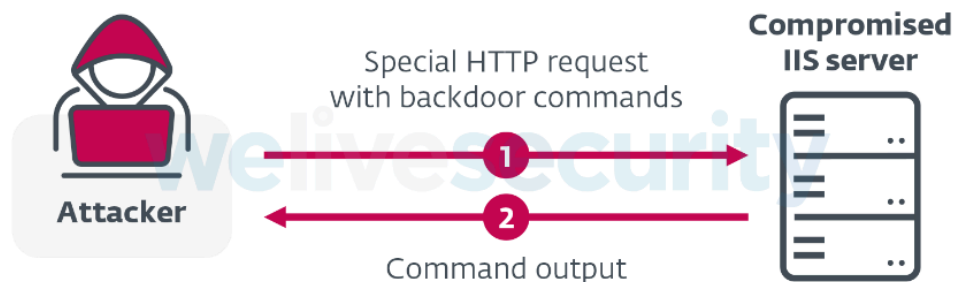 Compromised
IIS server
Special HTTP request
with backdoor commands
1
welivesecurity
2
Attacker
Command output